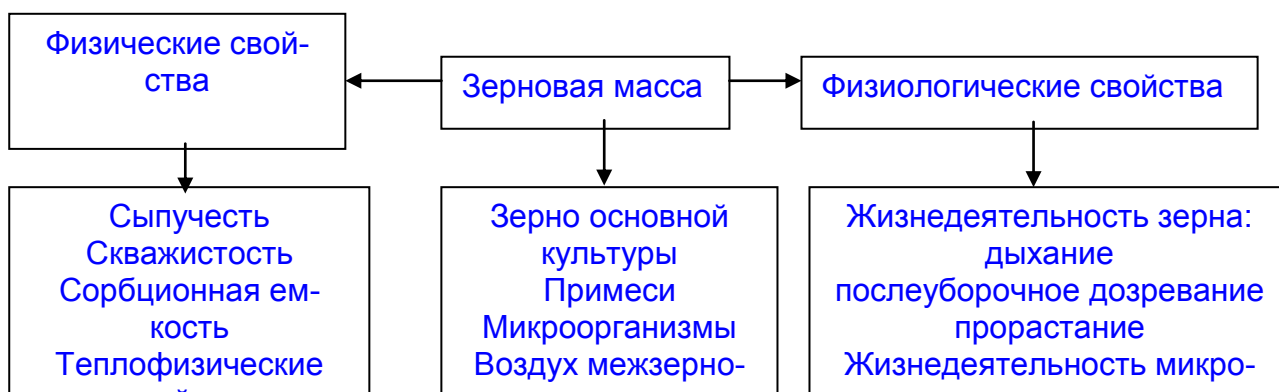 Физические свой-
ства
Зерновая масса
Физиологические свойства
Сыпучесть
Скважистость
Сорбционная ем-
кость
Теплофизические
Зерно основной
культуры
Примеси
Микроорганизмы
Воздух межзерно-
Жизнедеятельность зерна:
дыхание
послеуборочное дозревание
прорастание
Жизнедеятельность микро-